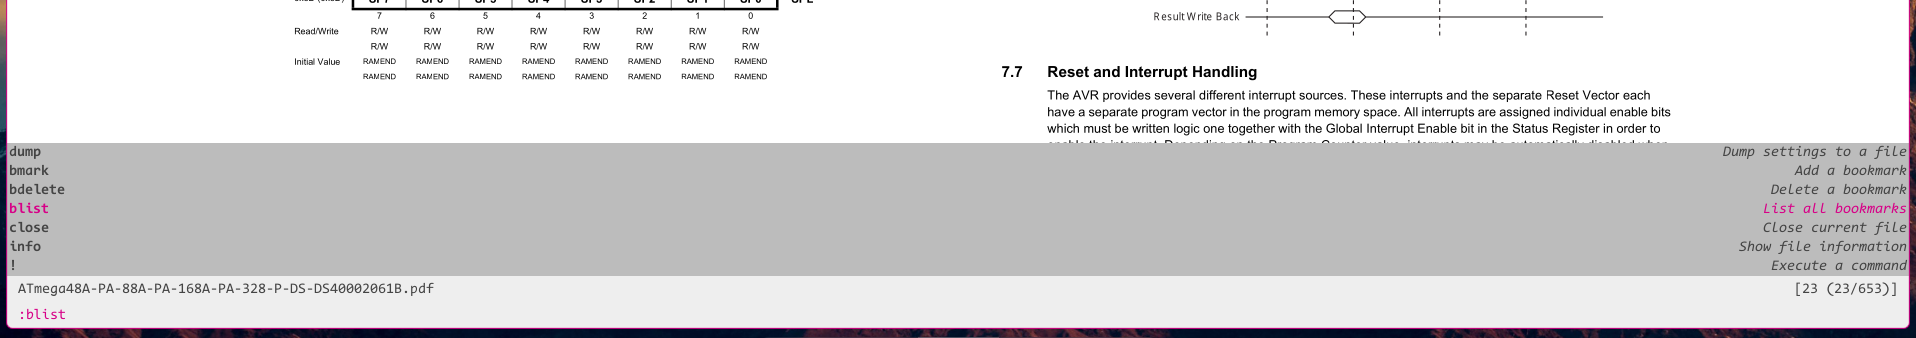 7 6 5 4 3 2 1 0
Read/Write R/W R/W R/W R/W R/W R/W R/W R/W
R/W R/W R/W R/W R/W R/W R/W R/W
Initial Value RAMEND RAMEND RAMEND RAMEND RAMEND RAMEND RAMEND RAMEND
RAMEND RAMEND RAMEND RAMEND RAMEND RAMEND RAMEND RAMEND
Result Write Back
7.7 Reset and Interrupt Handling
The AVR provides several different interrupt sources. These interrupts and the separate Reset Vector each
have a separate program vector in the program memory space. All interrupts are assigned individual enable bits
which must be written logic one together with the Global Interrupt Enable bit in the Status Register in order to
dump Dump settings to a file
bmark Add a bookmark
bdelete Delete a bookmark
blist List all bookmarks
close Close current file
info Show file information
! Execute a command
ATmega48A-PA-88A-PA-168A-PA-328-P-DS-DS40002061B.pdf [23 (23/653)]
:blist